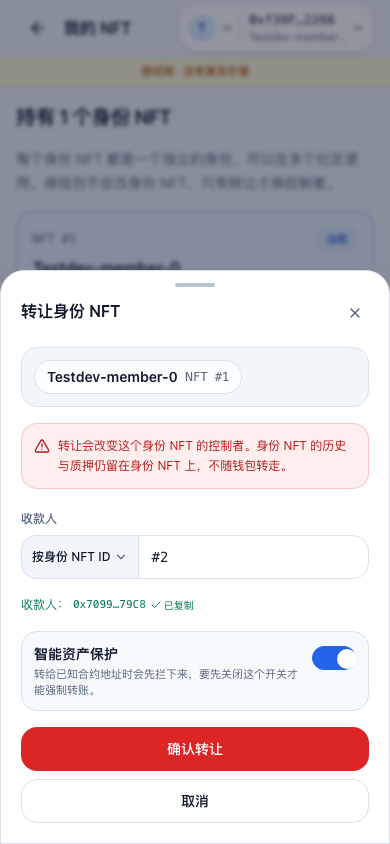 我的 NFT
T
0xf39F…2266
Testdev-member…
测试网 · 没有真实价值
持有 1 个身份 NFT
每个身份 NFT 都是一个独立的身份，可以在多个社区使
用。换钱包不会改身份 NFT，只有转让才换控制者。
NFT #1
当前
Testdev-member-0
转让身份 NFT
Testdev-member-0 NFT #1
转让会改变这个身份 NFT 的控制者。身份 NFT 的历史
与质押仍留在身份 NFT 上，不随钱包转走。
收款人
按身份 NFT ID
#2
收款人： 0x7099…79C8 已复制
智能资产保护
转给已知合约地址时会先拦下来，要先关闭这个开关才
能强制转账。
确认转让
取消